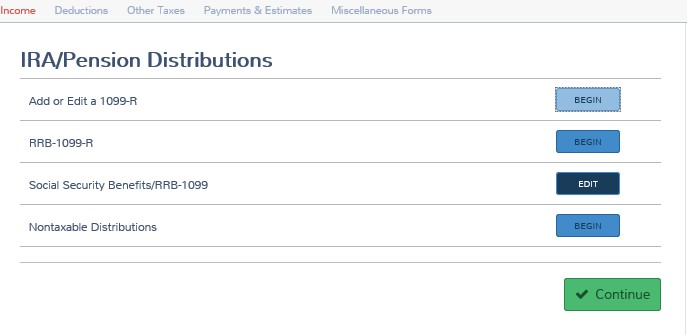 Income Deductions Other Taxes Payments & Estimates Miscellaneous Forms
IRA/Pension Distributions
Add or Edit a 1099-R BEGIN
RRB-1099-R BEGIN
Social Security Benefits/RRB-1099 EDIT
Nontaxable Distributions BEGIN
Continue